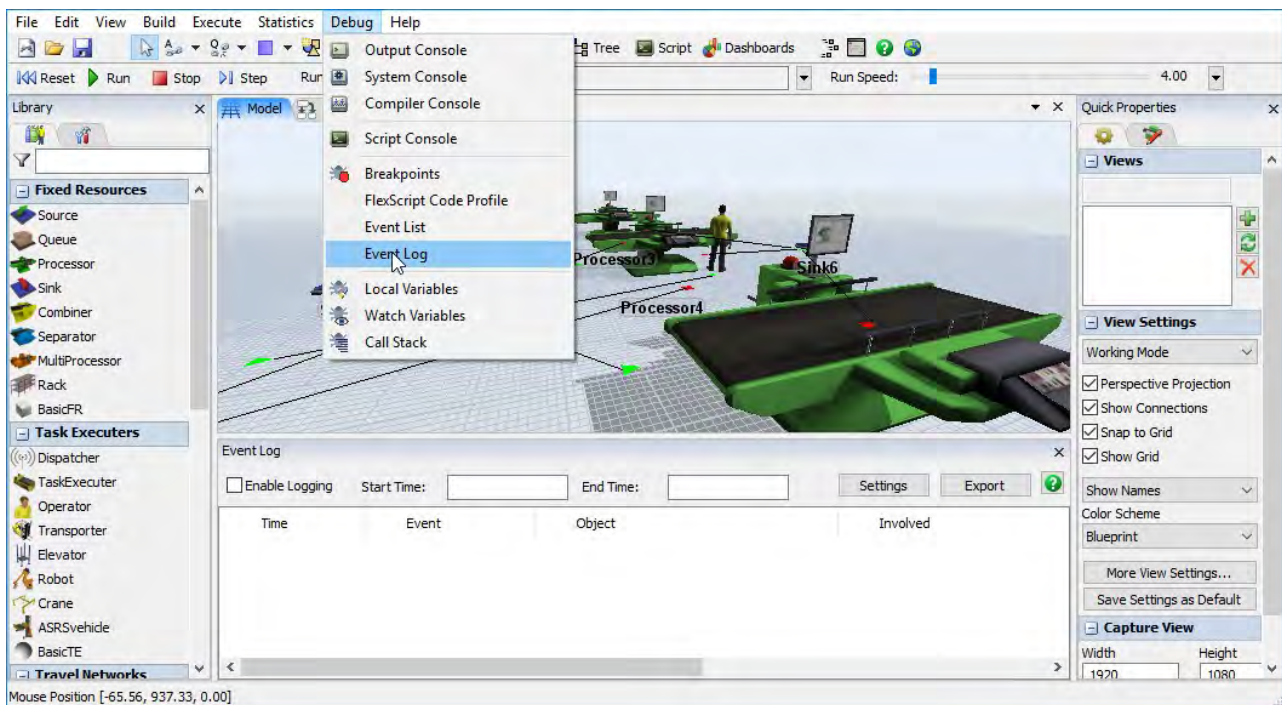 File Edit View Build Execute Statistics Debug Help
Tree Script Dashboards
Reset Run Stop Step Run Speed: 4.00
Library
Model
Quick Properties
Output Console
System Console
Compiler Console
Script Console
Breakpoints
FlexScript Code Profile
Event List
Event Log
Local Variables
Watch Variables
Call Stack
Fixed Resources
Source
Queue
Processor
Sink
Combiner
Separator
MultiProcessor
Rack
BasicFR
Task Executers
Dispatcher
TaskExecuter
Operator
Transporter
Elevator
Robot
Crane
ASRSvehicle
BasicTE
Travel Networks
Processor3
Sink6
Processor4
Event Log
Enable Logging Start Time: End Time: Settings Export
Time Event Object Involved
Views
View Settings
Working Mode
Perspective Projection
Show Connections
Snap to Grid
Show Grid
Show Names
Color Scheme
Blueprint
More View Settings...
Save Settings as Default
Capture View
Width Height
1920 1080
Mouse Position [-65.56, 937.33, 0.00]